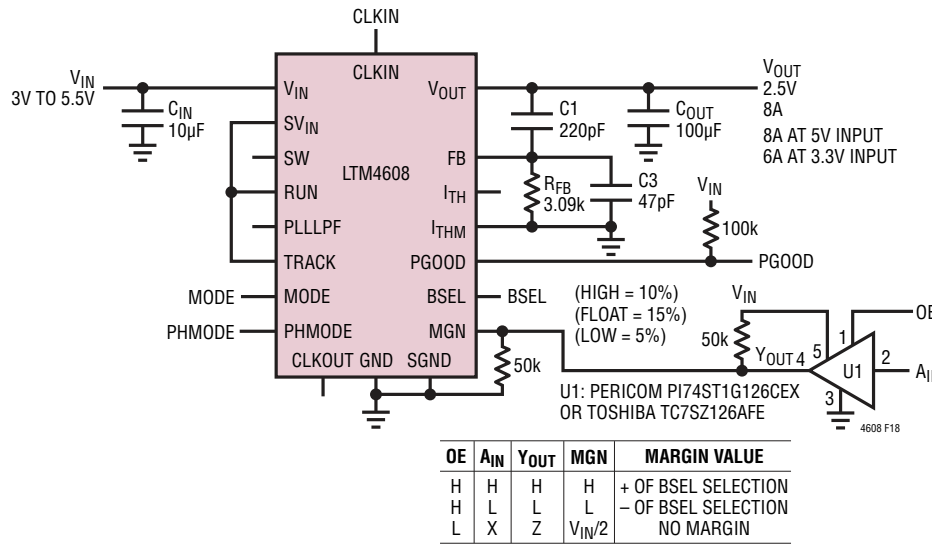 CLKIN
VIN
3V TO 5.5V
CIN
10µF
CLKIN
VIN
SVIN
SW
RUN
PLLLPF
TRACK
MODE
MODE
PHMODE
PHMODE
CLKOUT GND SGND
LTM4608
VOUT
FB
ITH
ITHM
PGOOD
BSEL
MGN
C1
220pF
COUT
100µF
VOUT
2.5V
8A
8A AT 5V INPUT
6A AT 3.3V INPUT
RFB
3.09k
C3
47pF
VIN
100k
PGOOD
BSEL
(HIGH = 10%)
(FLOAT = 15%)
(LOW = 5%)
50k
VIN
50k
YOUT 4
5
1
2
3
U1
OE
AI
U1: PERICOM PI74ST1G126CEX
OR TOSHIBA TC7SZ126AFE
4608 F18
OE AIN YOUT MGN MARGIN VALUE
H H H H + OF BSEL SELECTION
H L L L – OF BSEL SELECTION
L X Z VIN/2 NO MARGIN